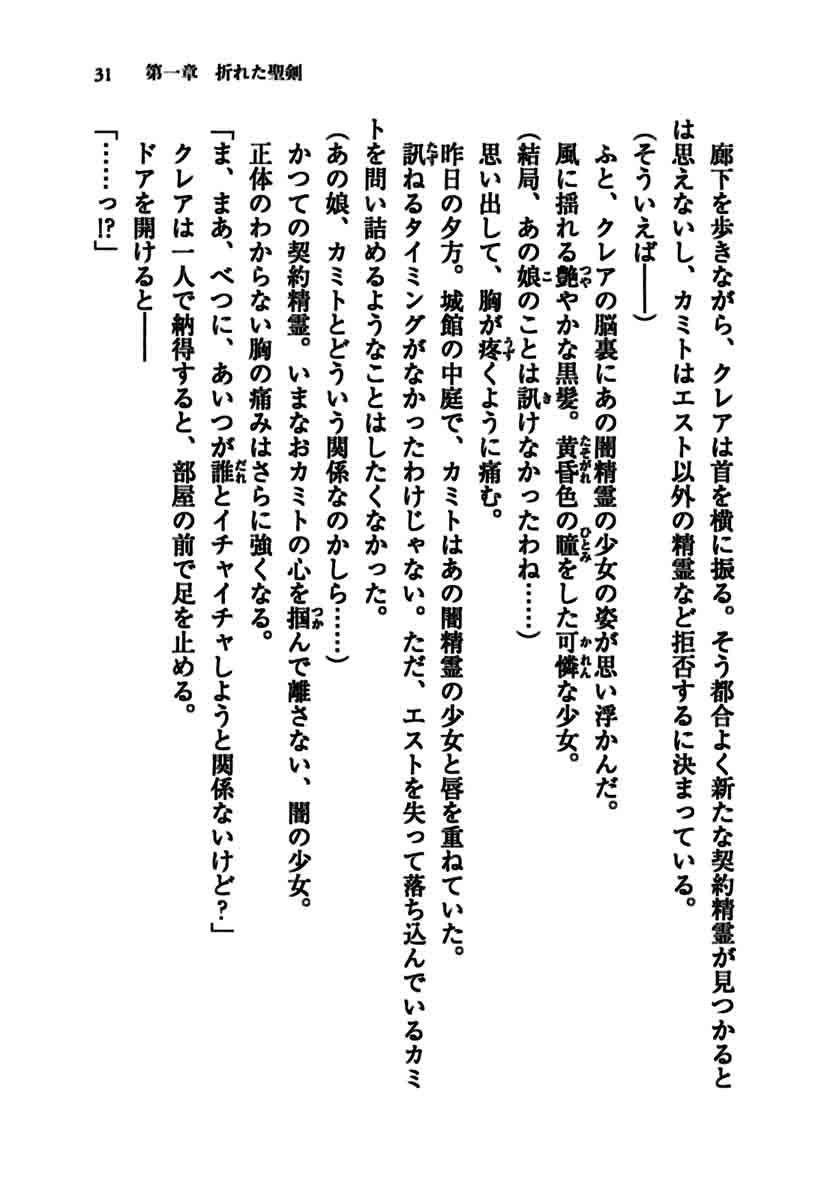 31　第一章　折れた聖剣
　廊下を歩きながら、クレアは首を横に振る。そう都合よく新たな契約精霊が見つかると
は思えないし、カミトはエスト以外の精霊など拒否するに決まっている。
（そういえば――）
　ふと、クレアの脳裏にあの闇精霊の少女の姿が思い浮かんだ。
　風に揺れる艶やかな黒髪。黄昏色の瞳をした可憐な少女。
（結局、あの娘のことは訊けなかったわね……）
　思い出して、胸が疼くように痛む。
　昨日の夕方。城館の中庭で、カミトはあの闇精霊の少女と唇を重ねていた。
　訊ねるタイミングがなかったわけじゃない。ただ、エストを失って落ち込んでいるカミ
トを問い詰めるようなことはしたくなかった。
（あの娘、カミトとどういう関係なのかしら……）
　かつての契約精霊。いまなおカミトの心を掴んで離さない、闇の少女。
　正体のわからない胸の痛みはさらに強くなる。
「ま、まあ、べつに、あいつが誰とイチャイチャしようと関係ないけど？」
　クレアは一人で納得すると、部屋の前で足を止める。
　ドアを開けると――
「……っ!?」